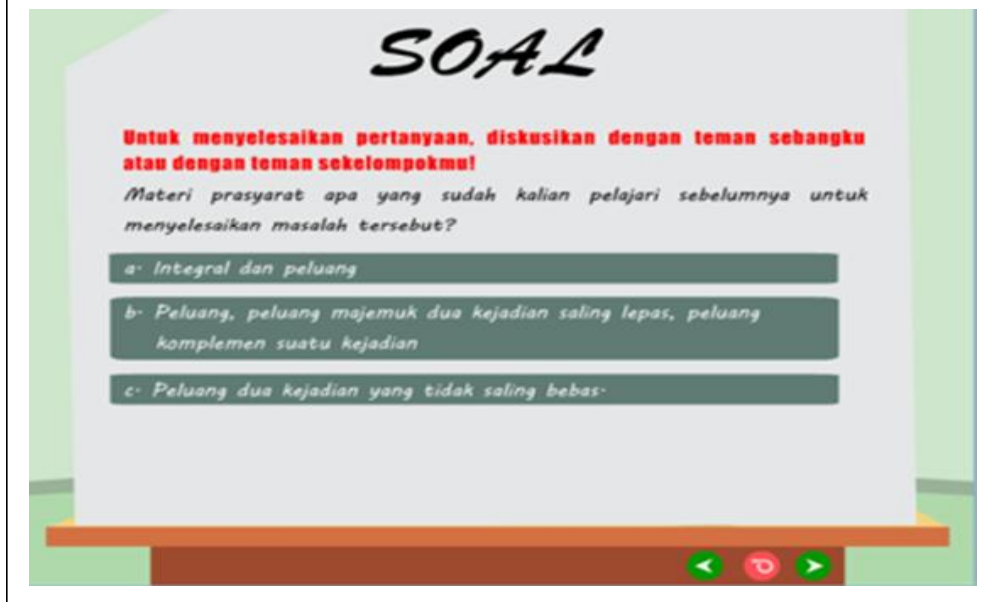 SOAL
Untuk menyelesaikan pertanyaan, diskusikan dengan teman sebangku
atau dengan teman sekelompokmu!
Materi prasyarat apa yang sudah kalian pelajari sebelumnya untuk
menyelesaikan masalah tersebut?
a. Integral dan peluang
b. Peluang, peluang majemuk dua kejadian saling lepas, peluang
komplemen suatu kejadian
c. Peluang dua kejadian yang tidak saling bebas.